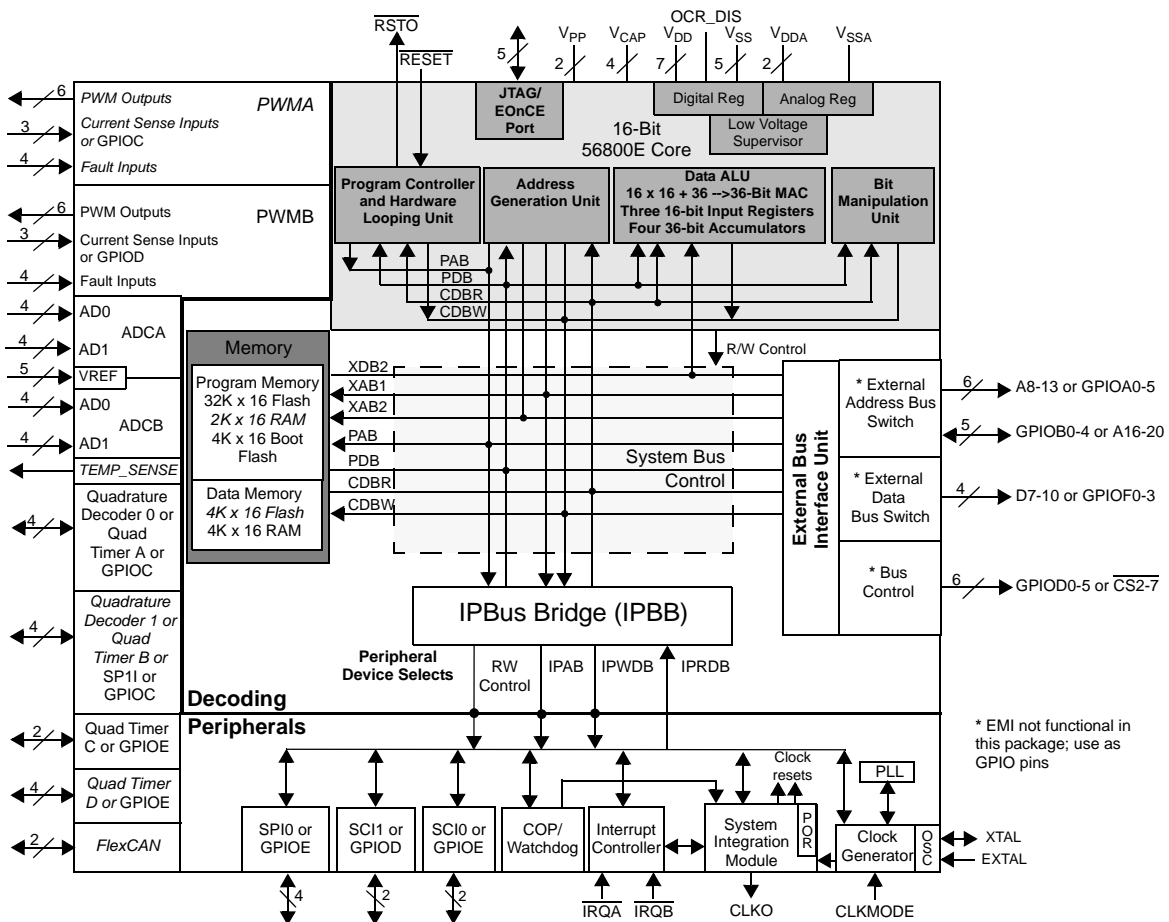 RSTO
RESET
5
VPP
2
VCAP
4
VDD
7
OCR_DIS
VSS
5
VDDA
2
VSSA
6
PWM Outputs
PWMA
3
Current Sense Inputs
or GPIOC
4
Fault Inputs
6
PWM Outputs
PWMB
3
Current Sense Inputs
or GPIOD
4
Fault Inputs
4
AD0
ADCA
4
AD1
5
VREF
4
AD0
ADCB
4
AD1
TEMP_SENSE
4
Quadrature
Decoder 0 or
Quad
Timer A or
GPIOC
4
Quadrature
Decoder 1 or
Quad
Timer B or
SP1I or
GPIOC
2
Quad Timer
C or GPIOE
4
Quad Timer
D or GPIOE
2
FlexCAN
JTAG/
EOnCE
Port
Digital Reg
Analog Reg
Low Voltage
Supervisor
16-Bit
56800E Core
Program Controller
and Hardware
Looping Unit
Address
Generation Unit
Data ALU
16 x 16 + 36 -->36-Bit MAC
Three 16-bit Input Registers
Four 36-bit Accumulators
Bit
Manipulation
Unit
PAB
PDB
CDBR
CDBW
R/W Control
Memory
Program Memory
32K x 16 Flash
2K x 16 RAM
4K x 16 Boot
Flash
Data Memory
4K x 16 Flash
4K x 16 RAM
XDB2
XAB1
XAB2
PAB
PDB
CDBR
CDBW
System Bus
Control
External Bus
Interface Unit
* External
Address Bus
Switch
* External
Data
Bus Switch
* Bus
Control
6
A8-13 or GPIOA0-5
5
GPIOB0-4 or A16-20
4
D7-10 or GPIOF0-3
6
GPIOD0-5 or CS2-7
IPBus Bridge (IPBB)
Peripheral
Device Selects
RW
Control
IPAB
IPWDB
IPRDB
Decoding
Peripherals
* EMI not functional in
this package; use as
GPIO pins
SPI0 or
GPIOE
SCI1 or
GPIOD
SCI0 or
GPIOE
COP/
Watchdog
Interrupt
Controller
System
Integration
Module
POR
Clock
resets
PLL
Clock
Generator
OSC
XTAL
EXTAL
4
2
2
IRQA
IRQB
CLKO
CLKMODE